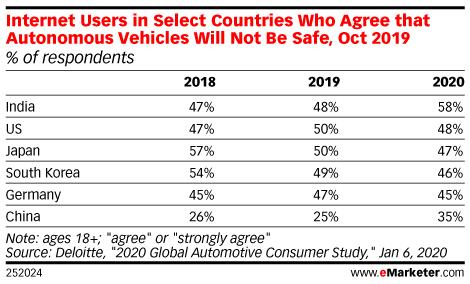 Internet Users in Select Countries Who Agree that
Autonomous Vehicles Will Not Be Safe, Oct 2019
% of respondents
2018 2019 2020
India 47% 48% 58%
US 47% 50% 48%
Japan 57% 50% 47%
South Korea 54% 49% 46%
Germany 45% 47% 45%
China 26% 25% 35%
Note: ages 18+; "agree" or "strongly agree"
Source: Deloitte, "2020 Global Automotive Consumer Study," Jan 6, 2020
252024 www.eMarketer.com